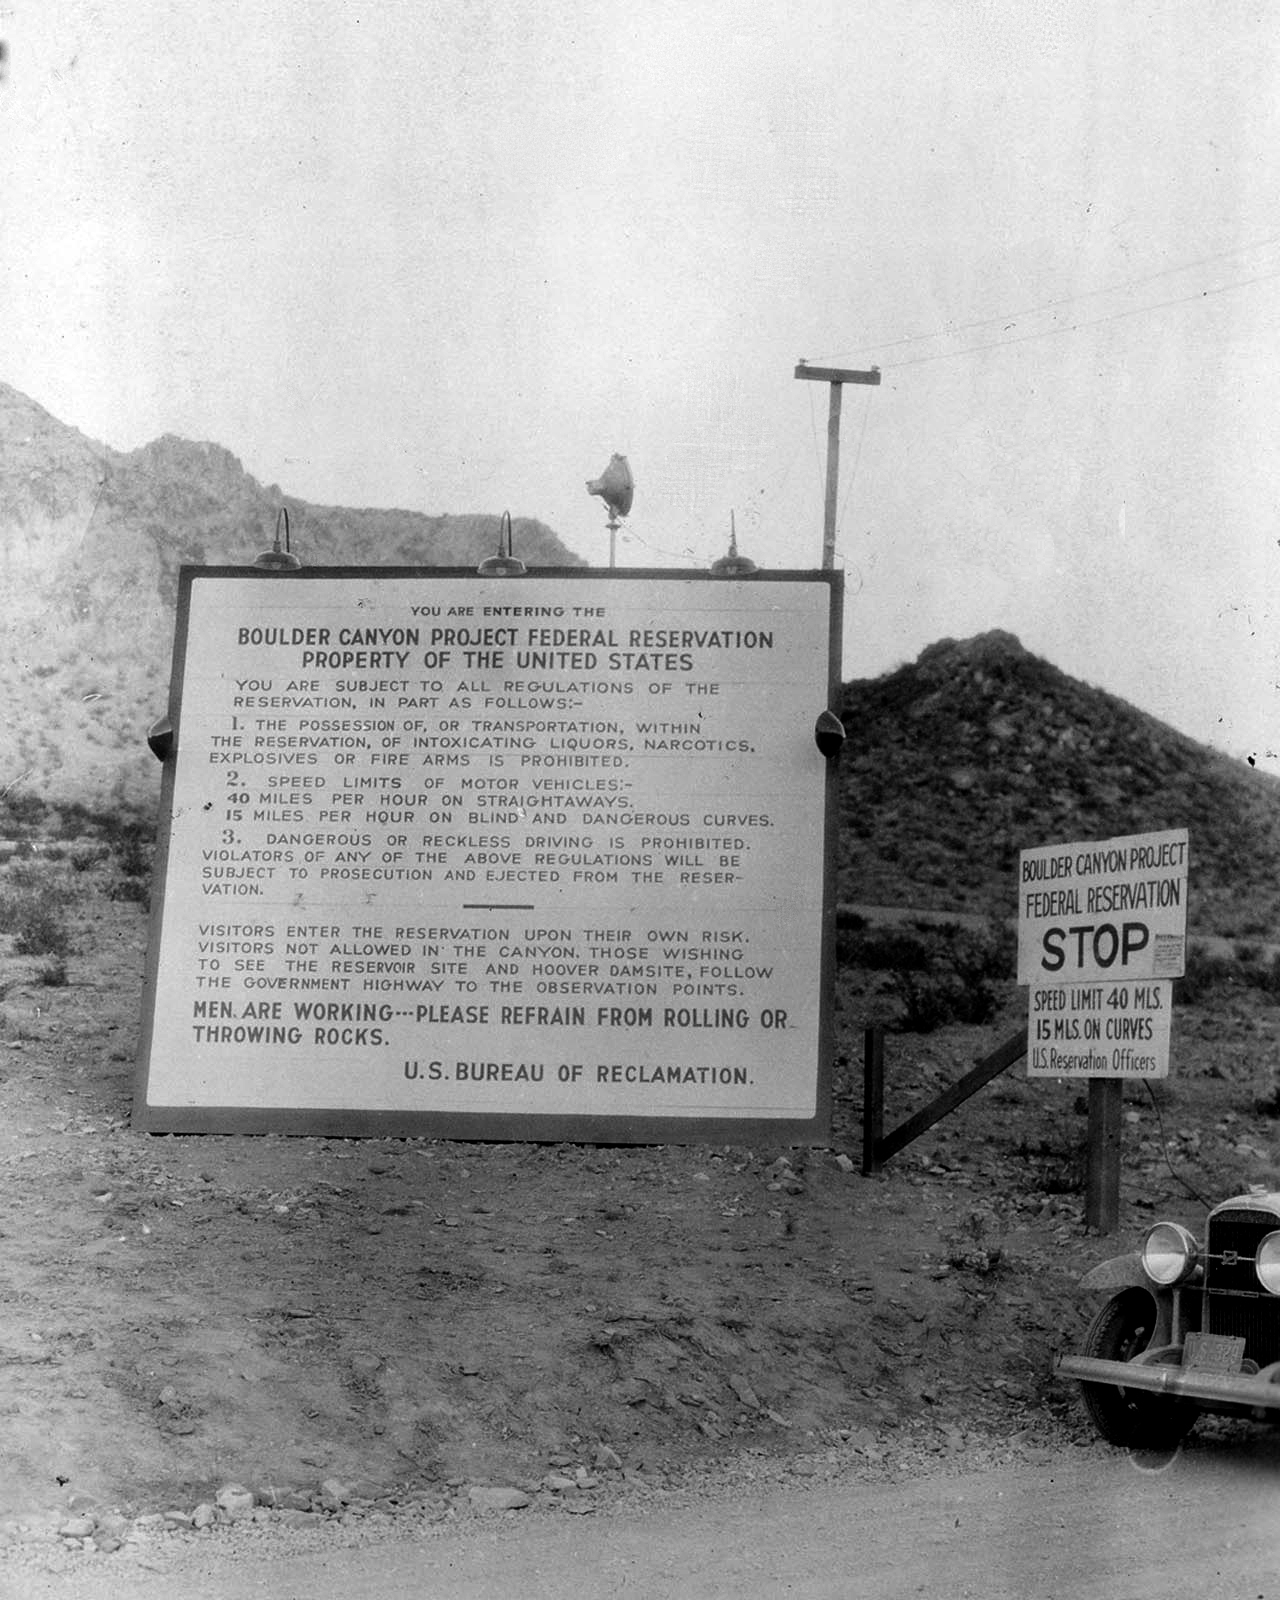 YOU ARE ENTERING THE
BOULDER CANYON PROJECT FEDERAL RESERVATION
PROPERTY OF THE UNITED STATES
YOU ARE SUBJECT TO ALL REGULATIONS OF THE
RESERVATION, IN PART AS FOLLOWS:-
1. THE POSSESSION OF, OR TRANSPORTATION, WITHIN
THE RESERVATION, OF INTOXICATING LIQUORS, NARCOTICS,
EXPLOSIVES OR FIRE ARMS IS PROHIBITED.
2. SPEED LIMITS OF MOTOR VEHICLES:-
40 MILES PER HOUR ON STRAIGHTAWAYS.
15 MILES PER HOUR ON BLIND AND DANGEROUS CURVES.
3. DANGEROUS OR RECKLESS DRIVING IS PROHIBITED.
VIOLATORS OF ANY OF THE ABOVE REGULATIONS WILL BE
SUBJECT TO PROSECUTION AND EJECTED FROM THE RESER-
VATION.
VISITORS ENTER THE RESERVATION UPON THEIR OWN RISK.
VISITORS NOT ALLOWED IN THE CANYON. THOSE WISHING
TO SEE THE RESERVOIR SITE AND HOOVER DAMSITE, FOLLOW
THE GOVERNMENT HIGHWAY TO THE OBSERVATION POINTS.
MEN ARE WORKING---PLEASE REFRAIN FROM ROLLING OR
THROWING ROCKS.
U.S. BUREAU OF RECLAMATION.
BOULDER CANYON PROJECT
FEDERAL RESERVATION
STOP
SPEED LIMIT 40 MLS.
15 MLS. ON CURVES
U.S. Reservation Officers